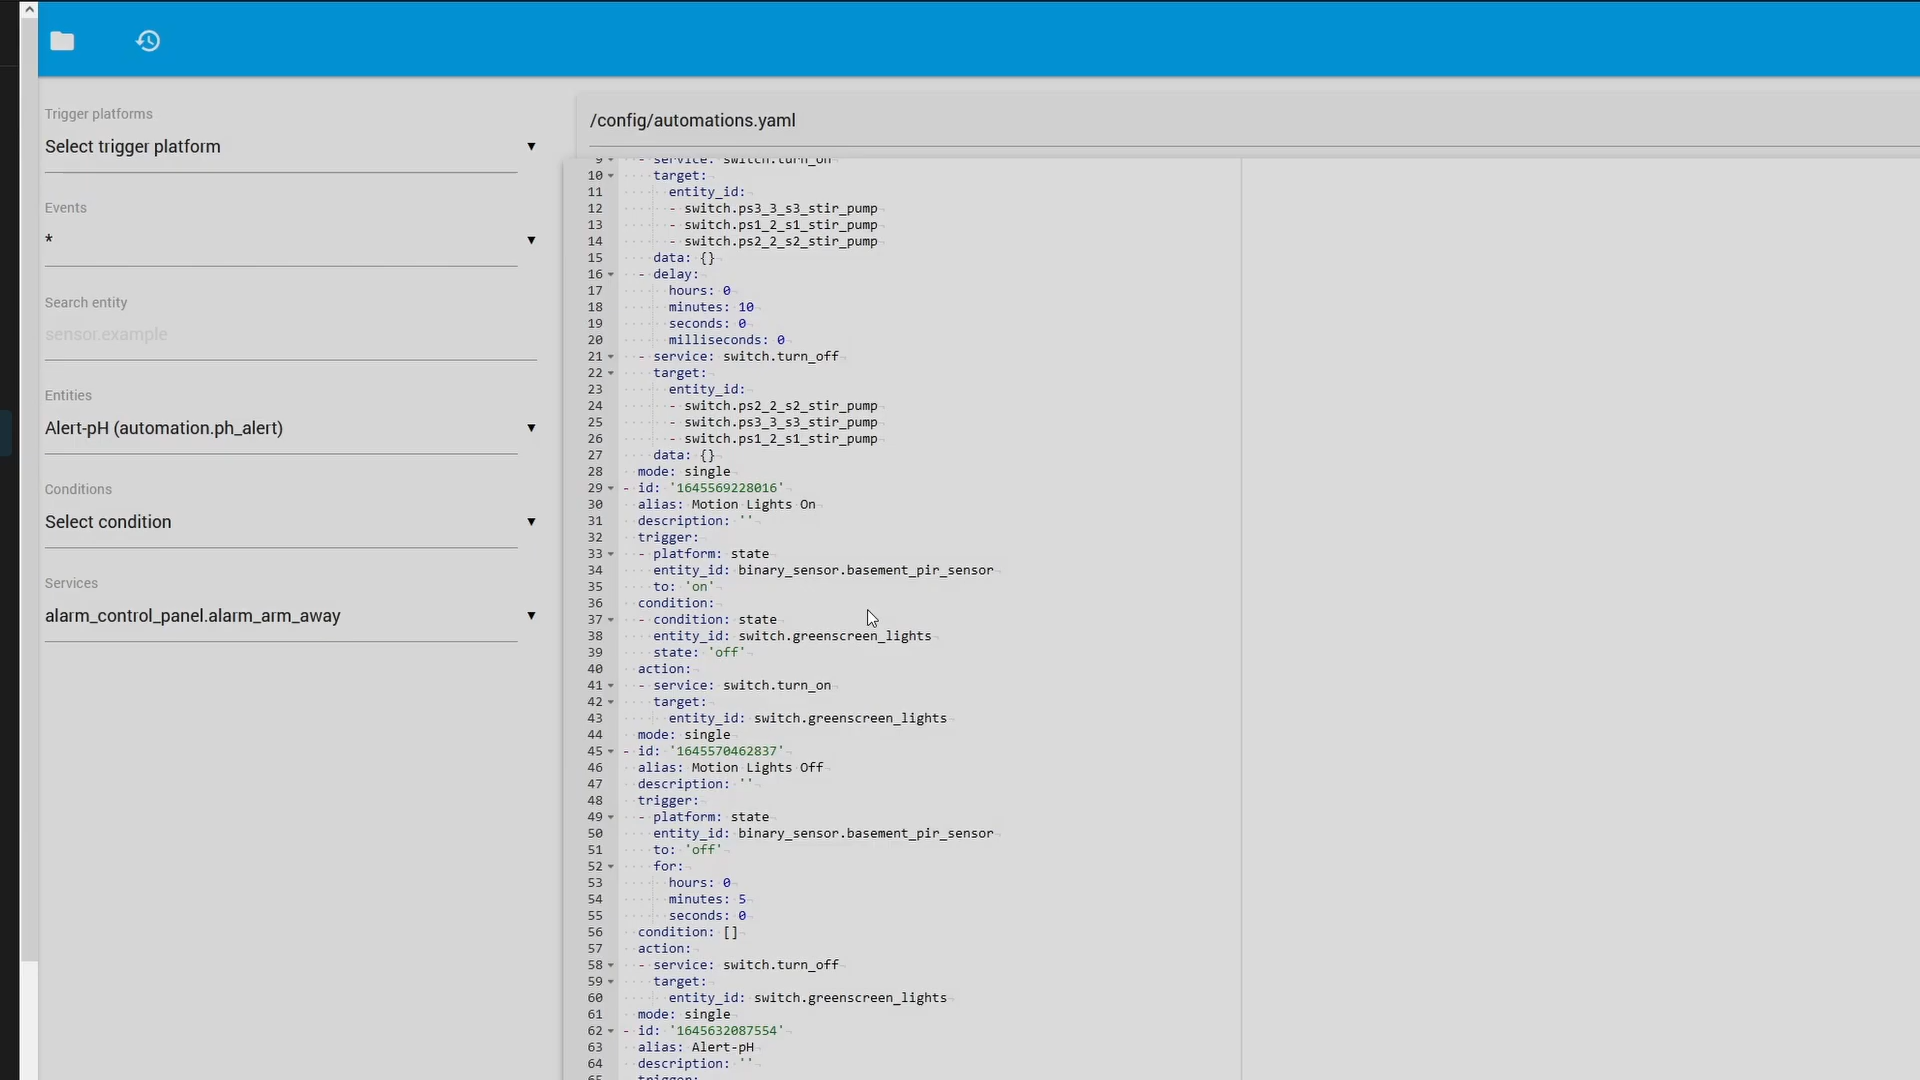 Trigger platforms
Select trigger platform
Events
*
Search entity
sensor.example
Entities
Alert-pH (automation.ph_alert)
Conditions
Select condition
Services
alarm_control_panel.alarm_arm_away
/config/automations.yaml
9 - service: switch.turn_on
10 target:
11 entity_id:
12 - switch.ps3_3_s3_stir_pump
13 - switch.ps1_2_s1_stir_pump
14 - switch.ps2_2_s2_stir_pump
15 data: {}
16 - delay:
17 hours: 0
18 minutes: 10
19 seconds: 0
20 milliseconds: 0
21 - service: switch.turn_off
22 target:
23 entity_id:
24 - switch.ps2_2_s2_stir_pump
25 - switch.ps3_3_s3_stir_pump
26 - switch.ps1_2_s1_stir_pump
27 data: {}
28 mode: single
29 - id: '1645569228016'
30 alias: Motion Lights On
31 description: ''
32 trigger:
33 - platform: state
34 entity_id: binary_sensor.basement_pir_sensor
35 to: 'on'
36 condition:
37 - condition: state
38 entity_id: switch.greenscreen_lights
39 state: 'off'
40 action:
41 - service: switch.turn_on
42 target:
43 entity_id: switch.greenscreen_lights
44 mode: single
45 - id: '1645570462837'
46 alias: Motion Lights Off
47 description: ''
48 trigger:
49 - platform: state
50 entity_id: binary_sensor.basement_pir_sensor
51 to: 'off'
52 for:
53 hours: 0
54 minutes: 5
55 seconds: 0
56 condition: []
57 action:
58 - service: switch.turn_off
59 target:
60 entity_id: switch.greenscreen_lights
61 mode: single
62 - id: '1645632087554'
63 alias: Alert-pH
64 description: ''
65 trigger: